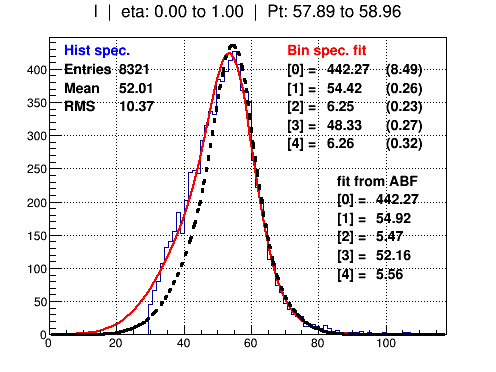 I | eta: 0.00 to 1.00 | Pt: 57.89 to 58.96
Hist spec.
Entries 8321
Mean 52.01
RMS 10.37
Bin spec. fit
[0] = 442.27 (8.49)
[1] = 54.42 (0.26)
[2] = 6.25 (0.23)
[3] = 48.33 (0.27)
[4] = 6.26 (0.32)
fit from ABF
[0] = 442.27
[1] = 54.92
[2] = 5.47
[3] = 52.16
[4] = 5.56
400
350
300
250
200
150
100
50
0
0 20 40 60 80 100